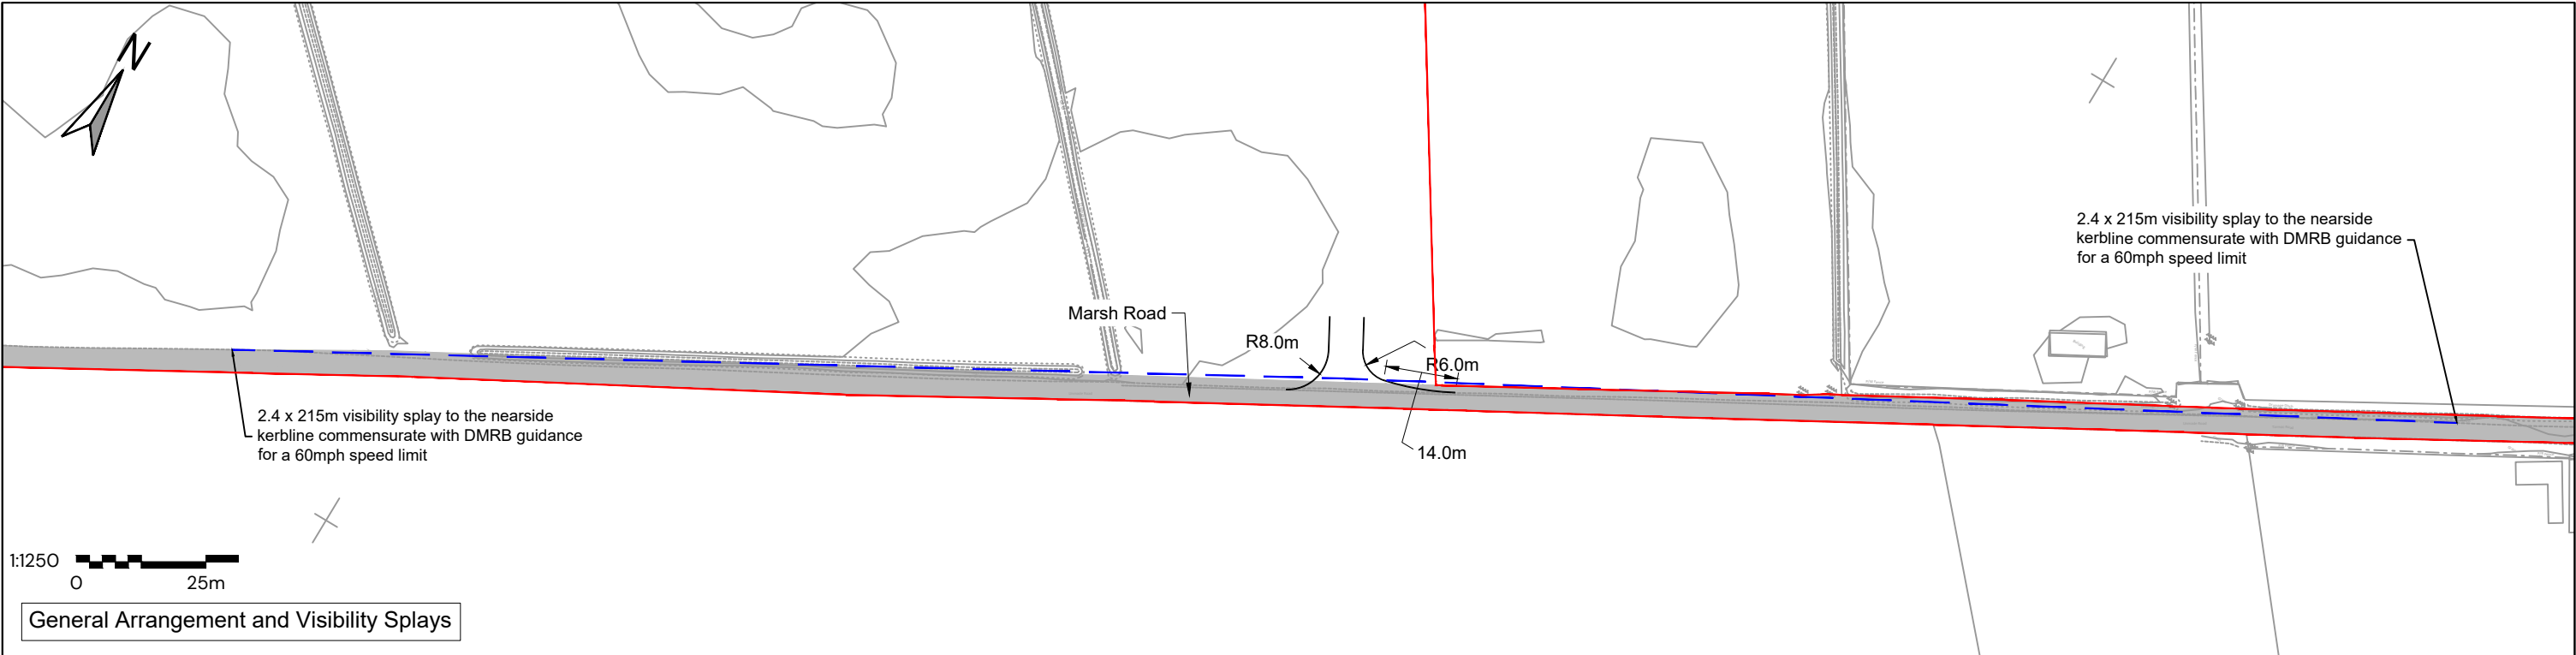 N
2.4 x 215m visibility splay to the nearside
kerbline commensurate with DMRB guidance
for a 60mph speed limit
Marsh Road
R8.0m
R6.0m
14.0m
2.4 x 215m visibility splay to the nearside
kerbline commensurate with DMRB guidance
for a 60mph speed limit
1:1250
0 25m
General Arrangement and Visibility Splays